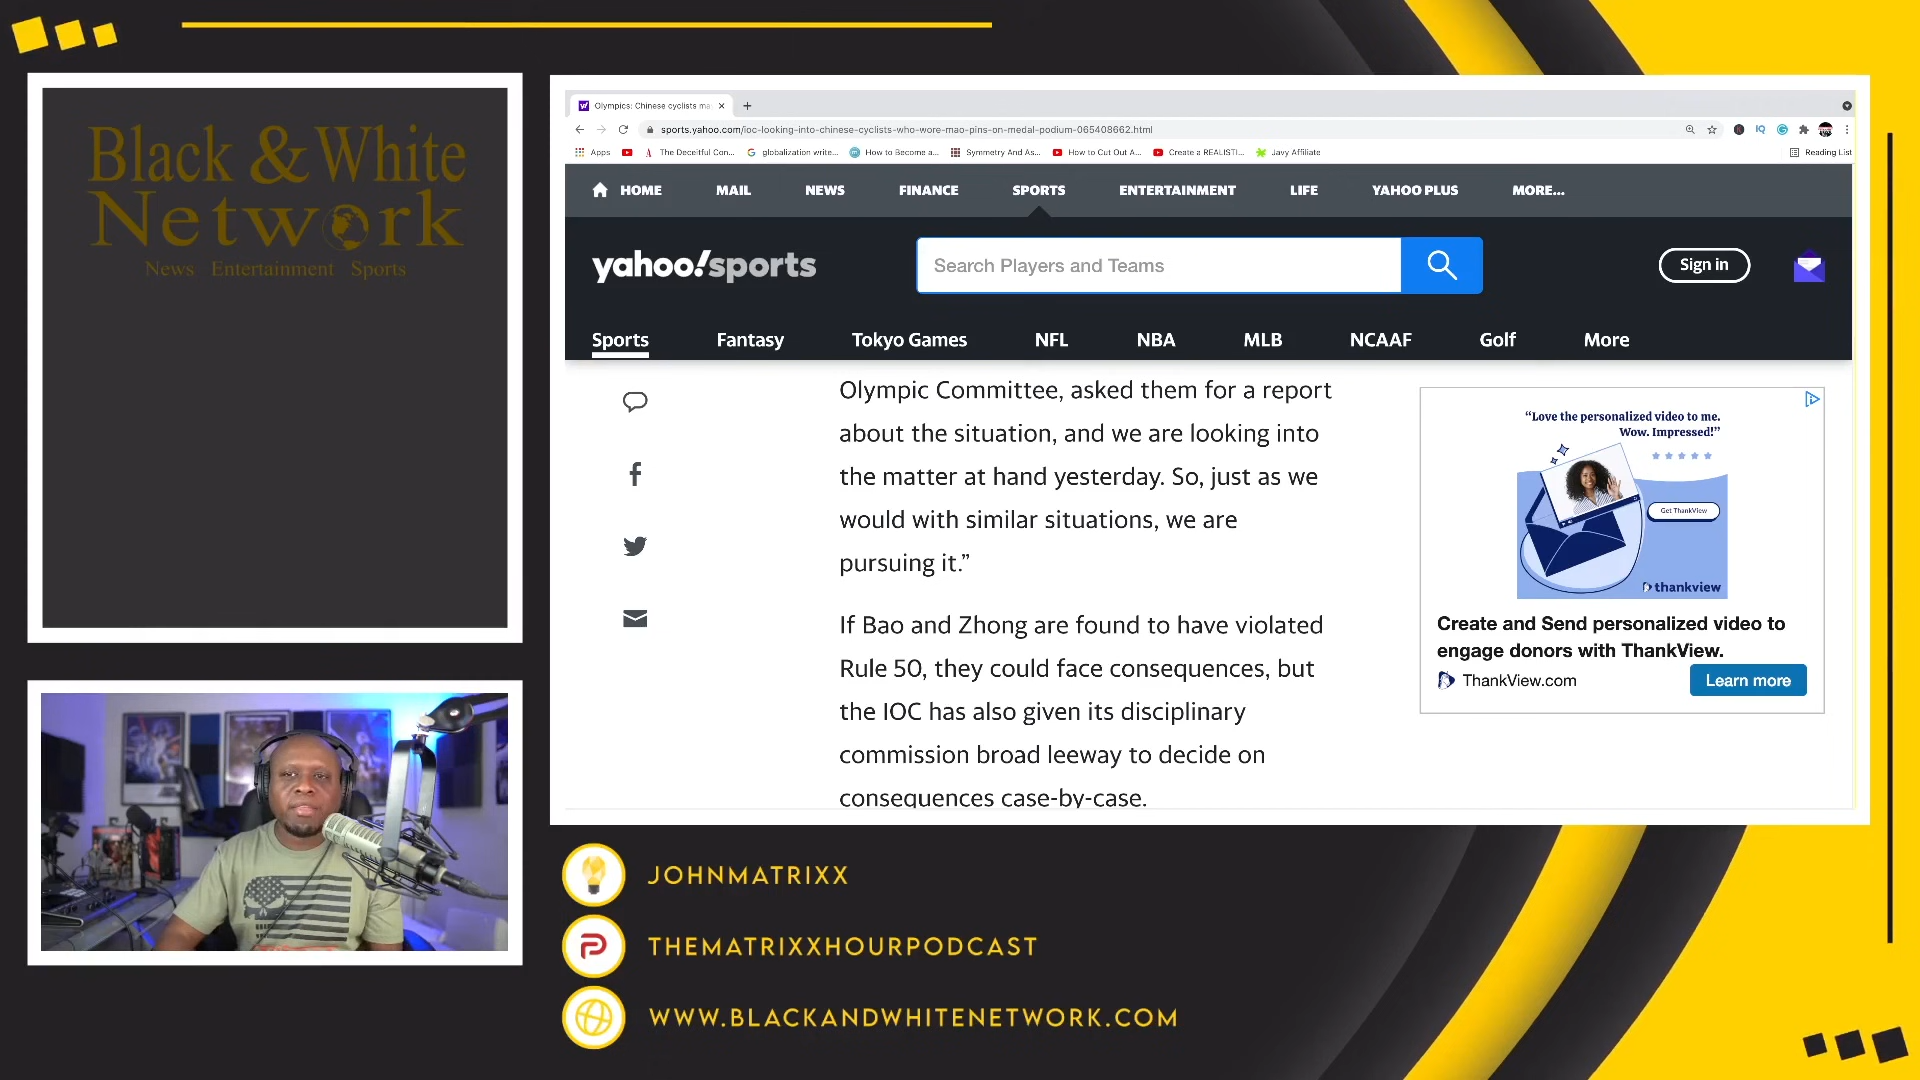 Black & White
Network
News Entertainment Sports
Olympics: Chinese cyclists ma
sports.yahoo.com/ioc-looking-into-chinese-cyclists-who-wore-mao-pins-on-medal-podium-065408662.html
Apps
The Deceitful Con...
globalization write...
How to Become a...
Symmetry And As...
How to Cut Out A...
Create a REALISTI...
Javy Affiliate
Reading List
HOME MAIL NEWS FINANCE SPORTS ENTERTAINMENT LIFE YAHOO PLUS MORE...
yahoo!sports
Search Players and Teams
Sign in
Sports Fantasy Tokyo Games NFL NBA MLB NCAAF Golf More
Olympic Committee, asked them for a report
about the situation, and we are looking into
the matter at hand yesterday. So, just as we
would with similar situations, we are
pursuing it.”
If Bao and Zhong are found to have violated
Rule 50, they could face consequences, but
the IOC has also given its disciplinary
commission broad leeway to decide on
consequences case-by-case.
“Love the personalized video to me.
Wow. Impressed!”
Get ThankView
thankview
Create and Send personalized video to
engage donors with ThankView.
ThankView.com
Learn more
JOHNMATRIXX
THEMATRIXXHOURPODCAST
WWW.BLACKANDWHITENETWORK.COM